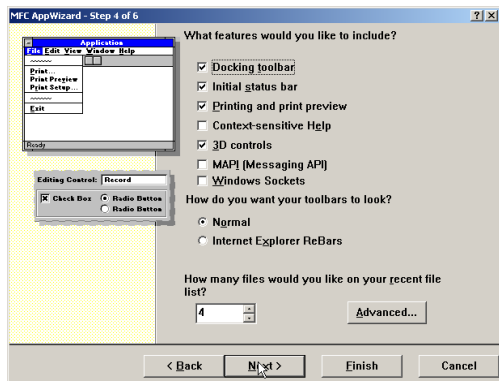 MFC AppWizard - Step 4 of 6
Application
File Edit View Window Help
Print...
Print Preview
Print Setup...
Exit
Ready
Editing Control: Record
Check Box
Radio Button
Radio Button
What features would you like to include?
Docking toolbar
Initial status bar
Printing and print preview
Context-sensitive Help
3D controls
MAPI (Messaging API)
Windows Sockets
How do you want your toolbars to look?
Normal
Internet Explorer ReBars
How many files would you like on your recent file
list?
4
Advanced...
< Back
Next >
Finish
Cancel